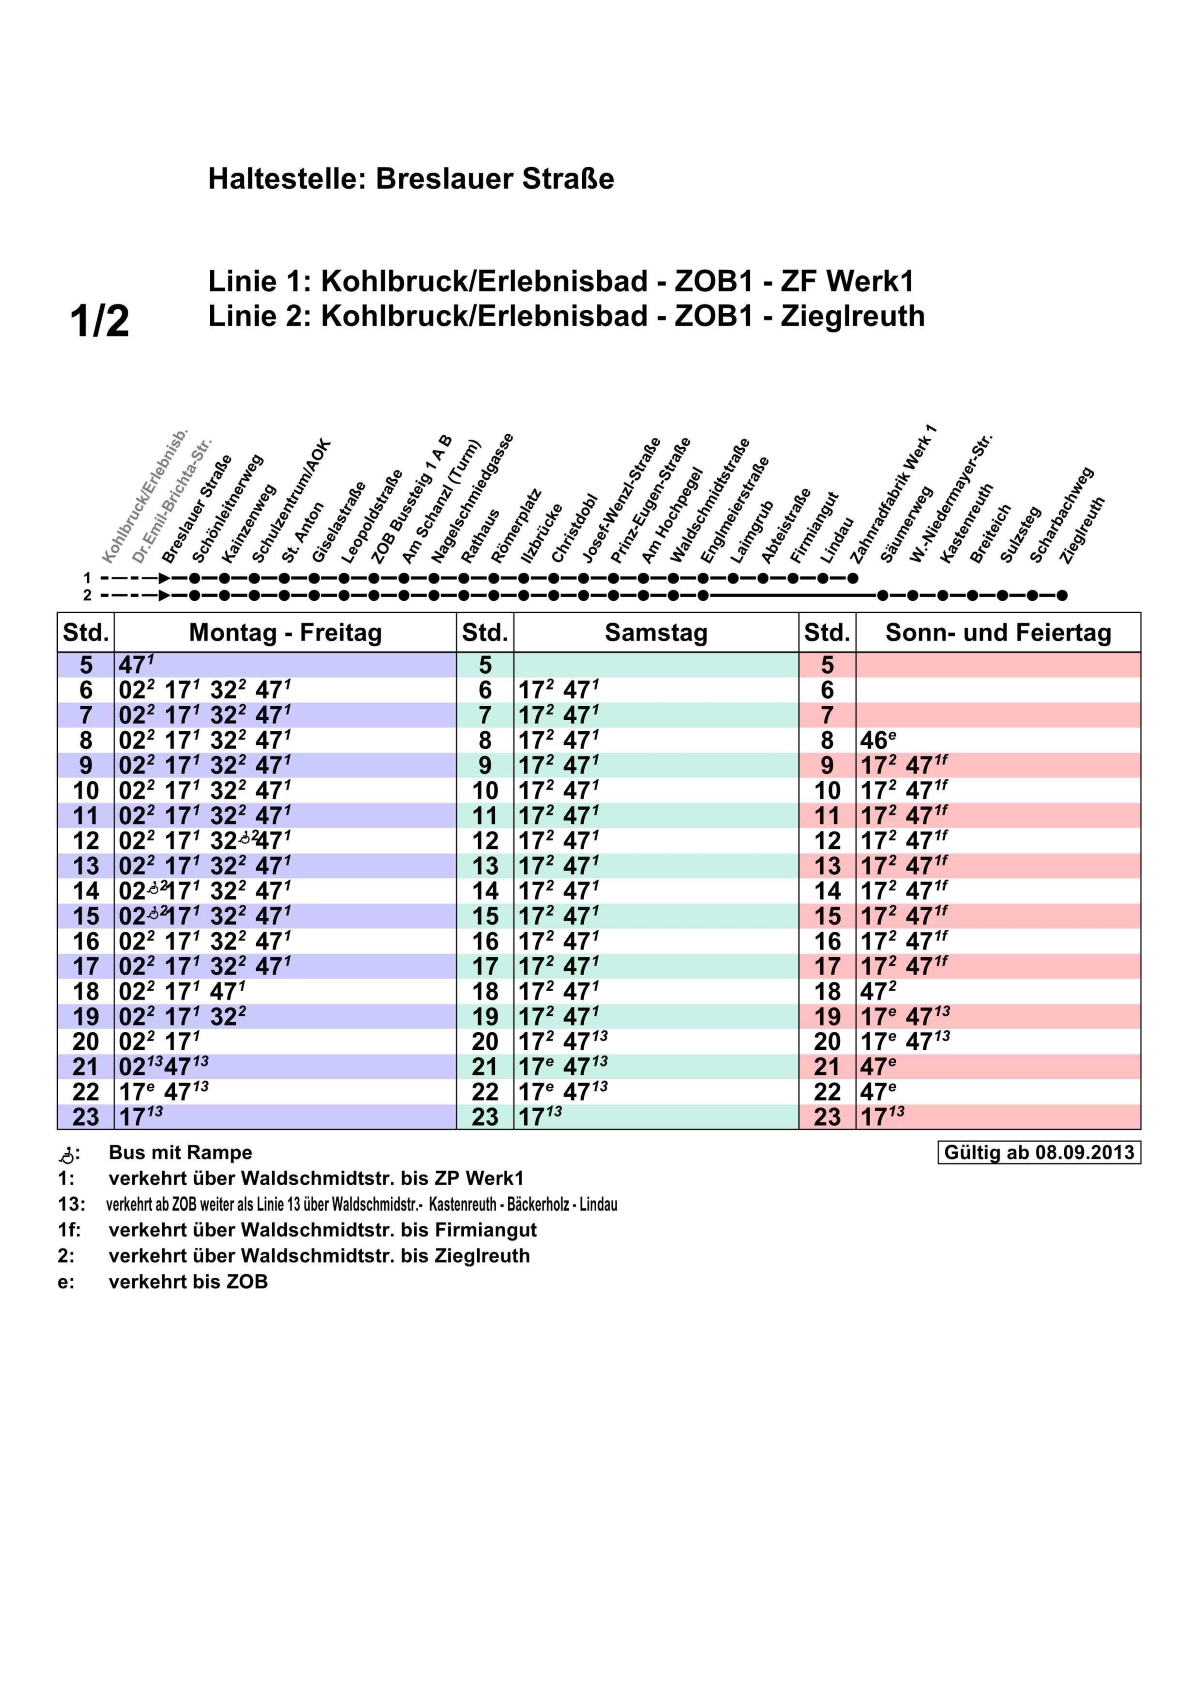 Haltestelle: Breslauer Straße
Linie 1: Kohlbruck/Erlebnisbad - ZOB1 - ZF Werk1
1/2
Linie 2: Kohlbruck/Erlebnisbad - ZOB1 - Zieglreuth
Kohlbruck/Erlebnisb.
Dr.Emil-Brichta-Str.
Breslauer Straße
Schönleitnerweg
Kainzenweg
Schulzentrum/AOK
St. Anton
Giselastraße
Leopoldstraße
ZOB Bussteig 1 A B
Am Schanzl (Turm)
Nagelschmiedgasse
Rathaus
Römerplatz
Ilzbrücke
Christdobl
Josef-Wenzl-Straße
Prinz-Eugen-Straße
Am Hochpegel
Waldschmidtstraße
Englmeierstraße
Laimgrub
Abteistraße
Firmiangut
Lindau
Zahnradfabrik Werk 1
Säumerweg
W.-Niedermayer-Str.
Kastenreuth
Breiteich
Sulzsteg
Scharbachweg
Zieglreuth
1
2
Std. Montag - Freitag Std. Samstag Std. Sonn- und Feiertag
5 47¹ 5 5
6 02² 17¹ 32² 47¹ 6 17² 47¹ 6
7 02² 17¹ 32² 47¹ 7 17² 47¹ 7
8 02² 17¹ 32² 47¹ 8 17² 47¹ 8 46ᵉ
9 02² 17¹ 32² 47¹ 9 17² 47¹ 9 17² 47¹ᶠ
10 02² 17¹ 32² 47¹ 10 17² 47¹ 10 17² 47¹ᶠ
11 02² 17¹ 32² 47¹ 11 17² 47¹ 11 17² 47¹ᶠ
12 02² 17¹ 32♿²47¹ 12 17² 47¹ 12 17² 47¹ᶠ
13 02² 17¹ 32² 47¹ 13 17² 47¹ 13 17² 47¹ᶠ
14 02♿²17¹ 32² 47¹ 14 17² 47¹ 14 17² 47¹ᶠ
15 02♿²17¹ 32² 47¹ 15 17² 47¹ 15 17² 47¹ᶠ
16 02² 17¹ 32² 47¹ 16 17² 47¹ 16 17² 47¹ᶠ
17 02² 17¹ 32² 47¹ 17 17² 47¹ 17 17² 47¹ᶠ
18 02² 17¹ 47¹ 18 17² 47¹ 18 47²
19 02² 17¹ 32² 19 17² 47¹ 19 17ᵉ 47¹³
20 02² 17¹ 20 17² 47¹³ 20 17ᵉ 47¹³
21 02¹³47¹³ 21 17ᵉ 47¹³ 21 47ᵉ
22 17ᵉ 47¹³ 22 17ᵉ 47¹³ 22 47ᵉ
23 17¹³ 23 17¹³ 23 17¹³
♿: Bus mit Rampe
Gültig ab 08.09.2013
1: verkehrt über Waldschmidtstr. bis ZP Werk1
13: verkehrt ab ZOB weiter als Linie 13 über Waldschmidstr.- Kastenreuth - Bäckerholz - Lindau
1f: verkehrt über Waldschmidtstr. bis Firmiangut
2: verkehrt über Waldschmidtstr. bis Zieglreuth
e: verkehrt bis ZOB